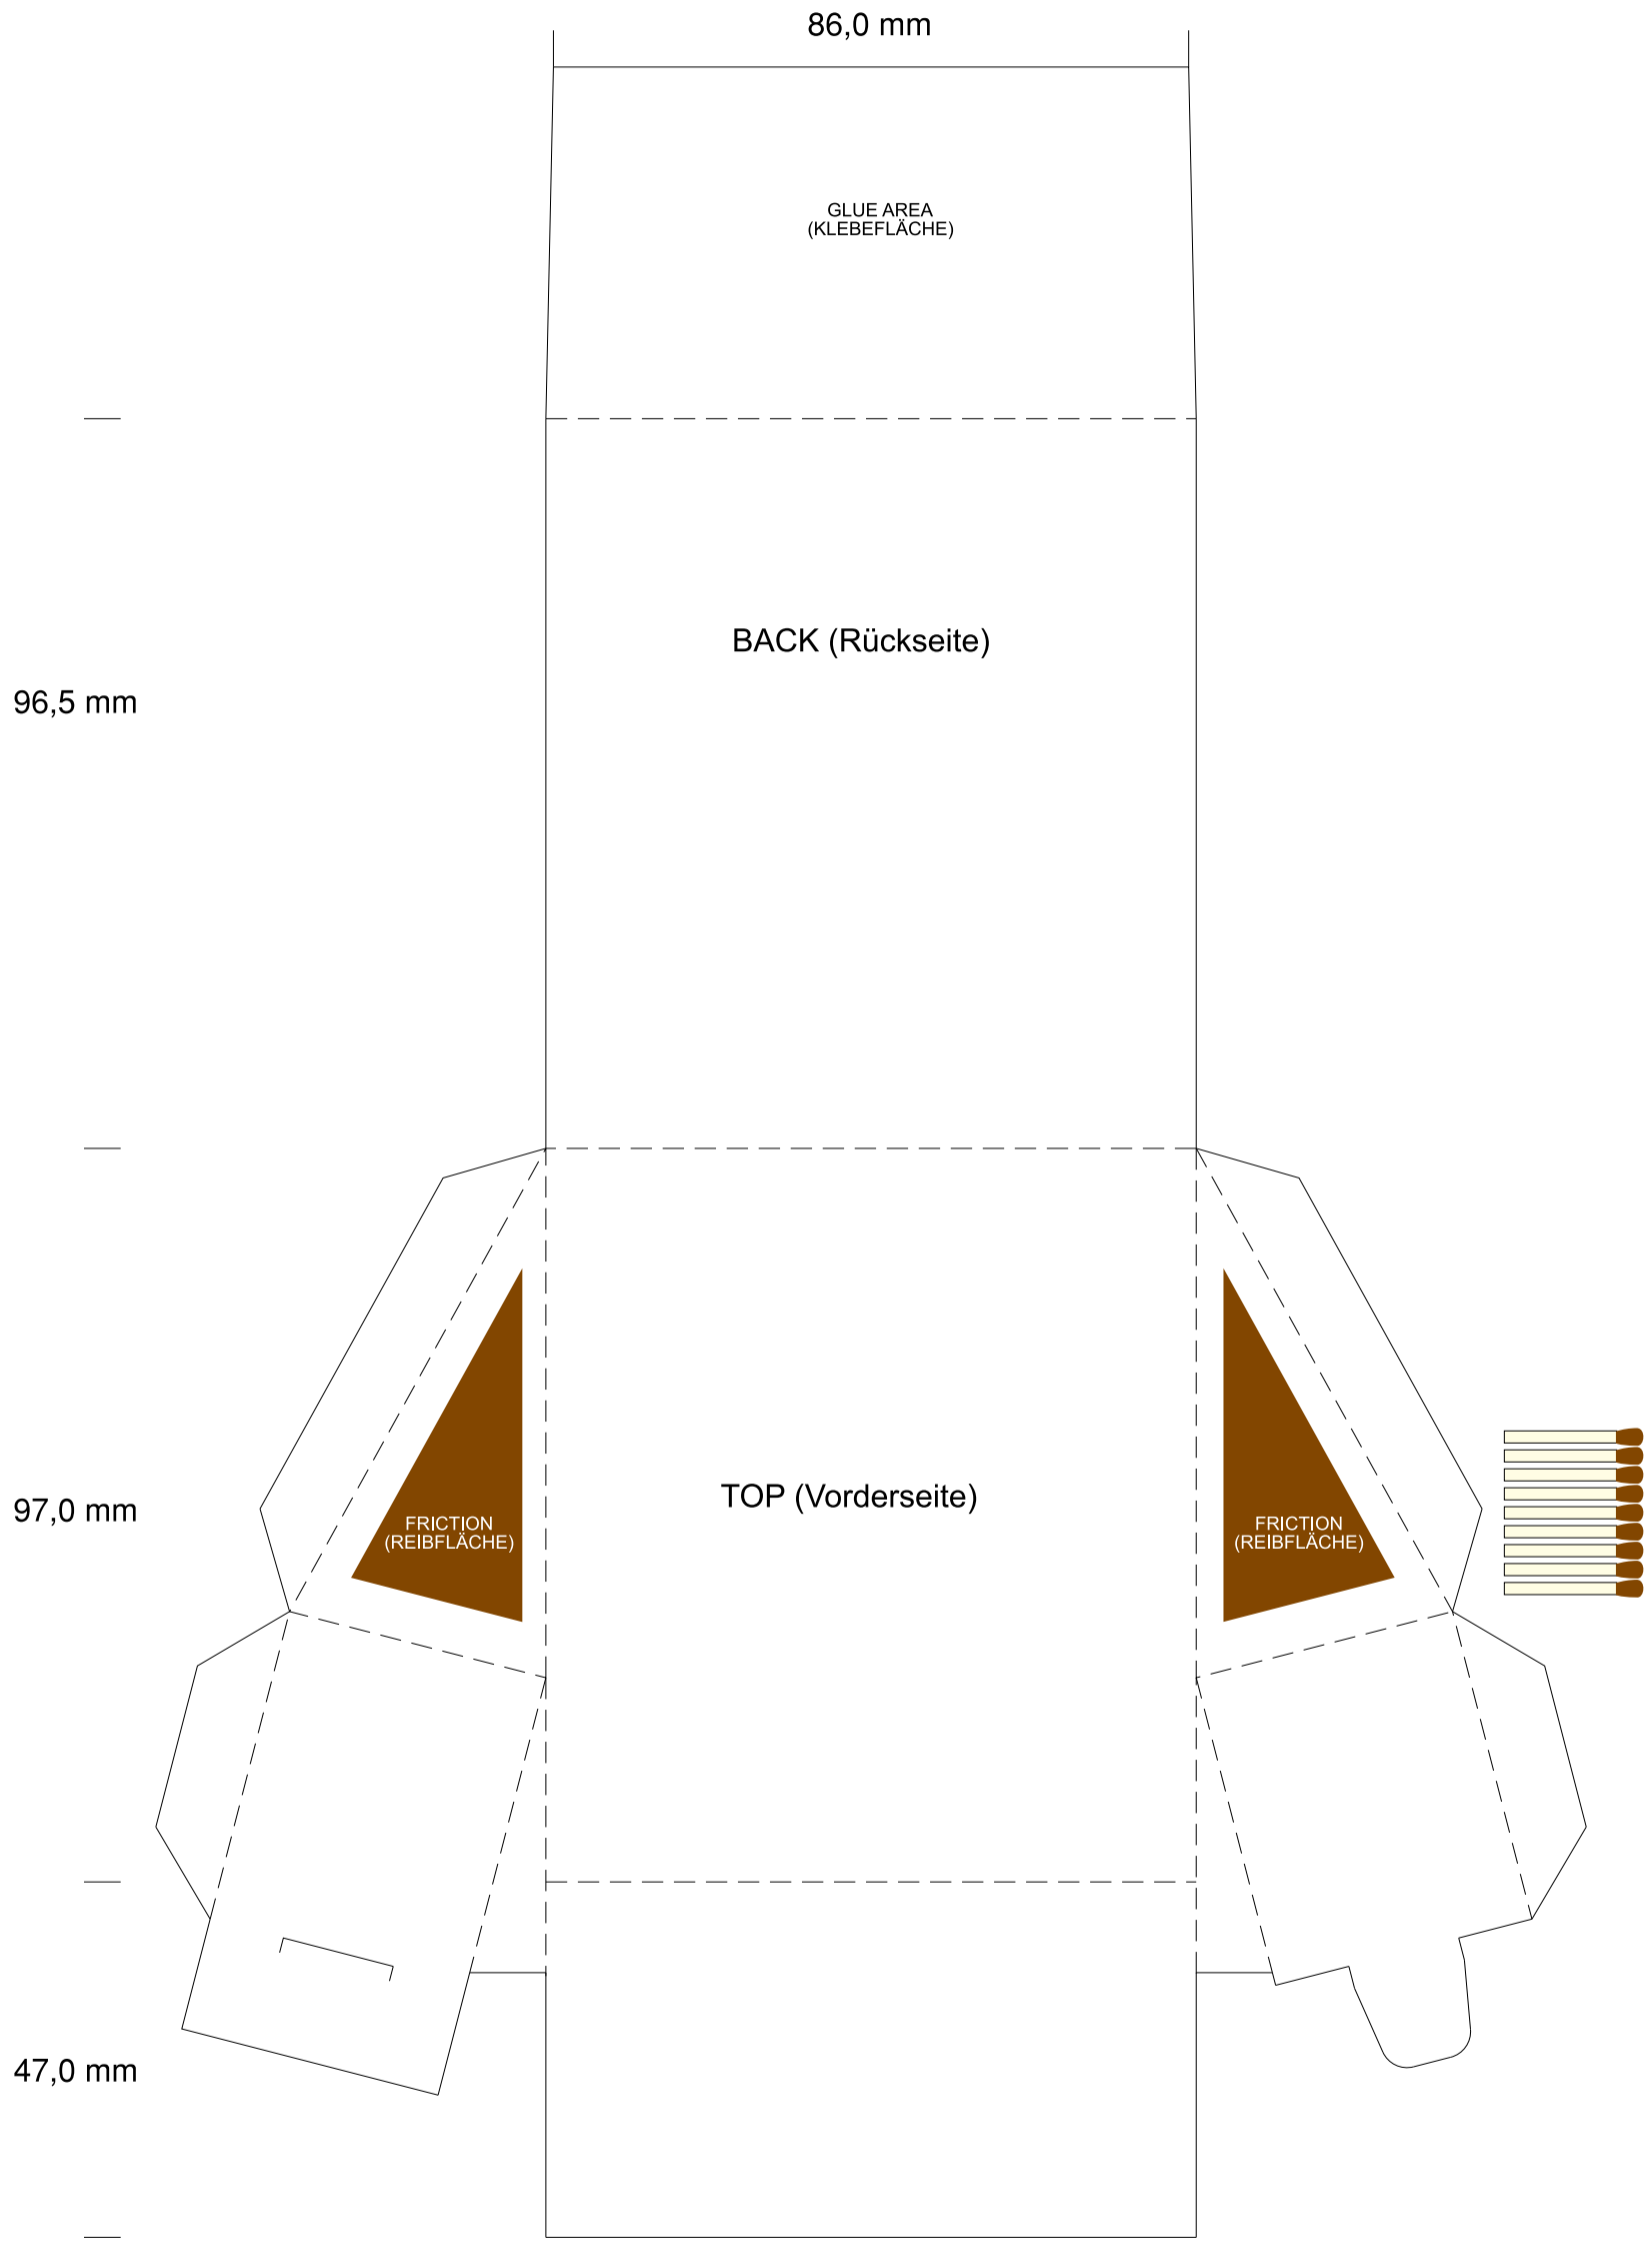 86,0 mm
GLUE AREA
(KLEBEFLÄCHE)
BACK (Rückseite)
96,5 mm
TOP (Vorderseite)
97,0 mm
FRICTION
(REIBFLÄCHE)
FRICTION
(REIBFLÄCHE)
47,0 mm